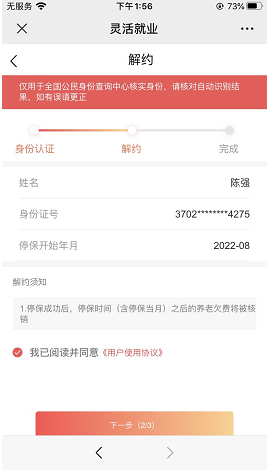 无服务 下午1:56 73%
灵活就业
解约
仅用于全国公民身份查询中心核实身份，请核对自动识别结
果，如有误请更正
身份认证 解约 完成
姓名 陈强
身份证号 3702********4275
停保开始年月 2022-08
解约须知
1.停保成功后，停保时间（含停保当月）之后的养老欠费将被核
销
我已阅读并同意《用户使用协议》
下一步（2/3）